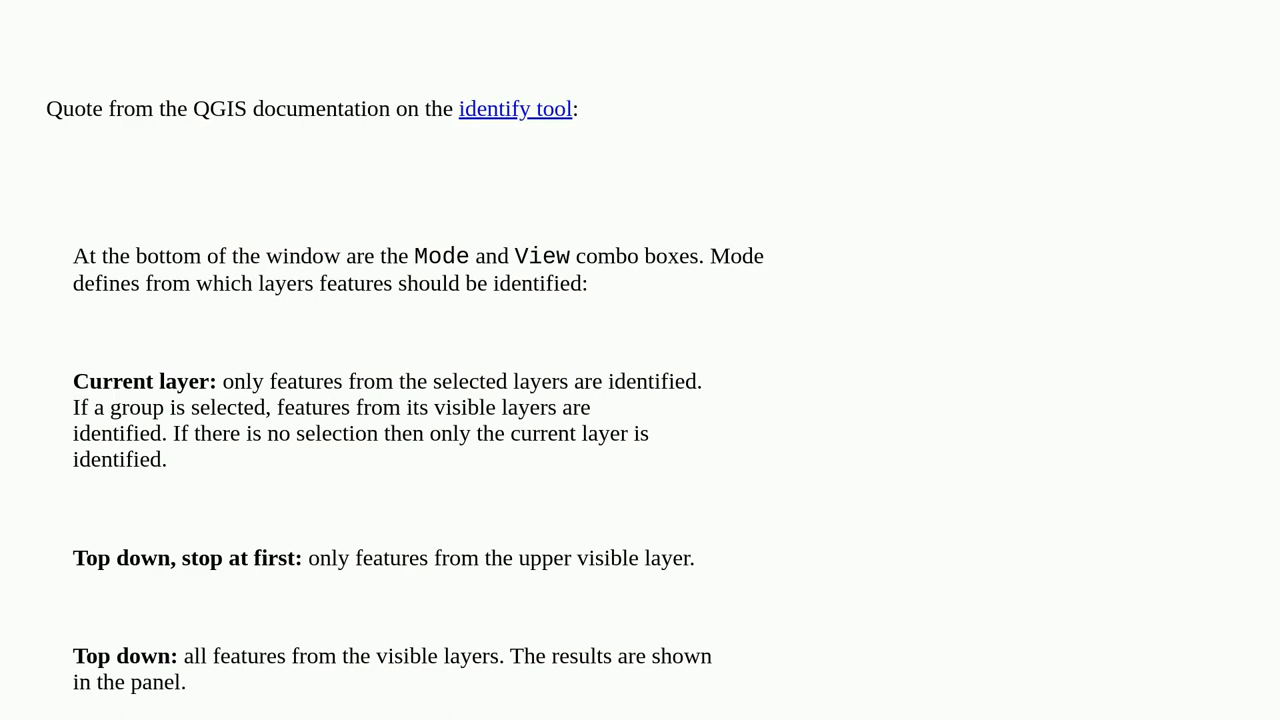 Quote from the QGIS documentation on the identify tool:
At the bottom of the window are the Mode and View combo boxes. Mode
defines from which layers features should be identified:
Current layer: only features from the selected layers are identified.
If a group is selected, features from its visible layers are
identified. If there is no selection then only the current layer is
identified.
Top down, stop at first: only features from the upper visible layer.
Top down: all features from the visible layers. The results are shown
in the panel.